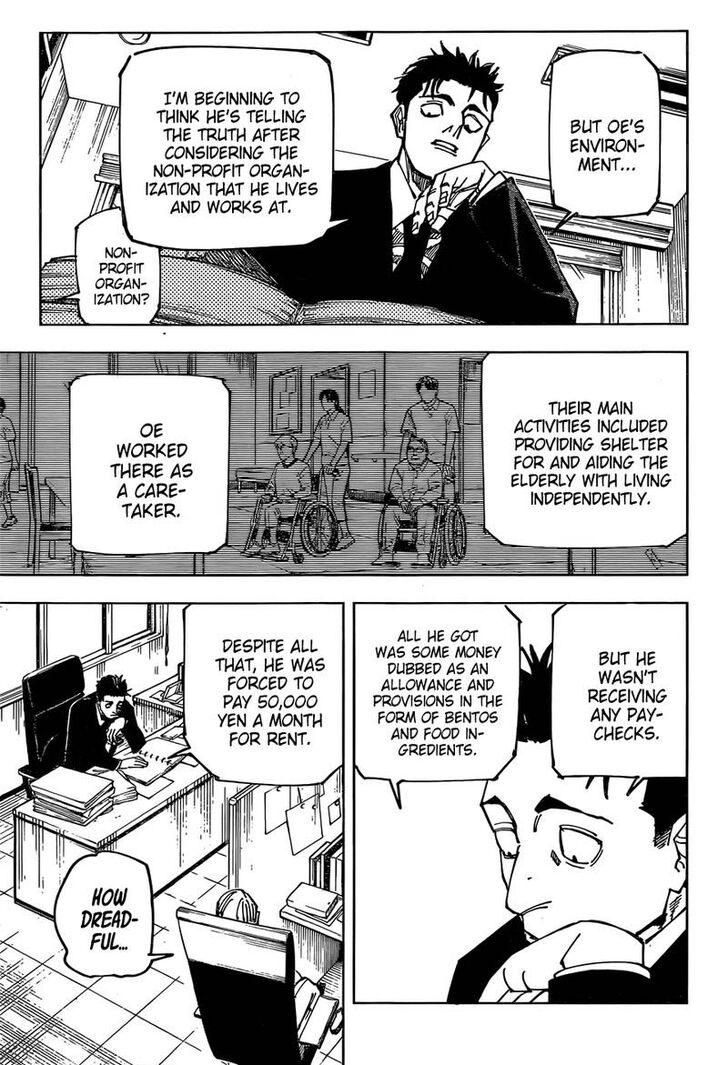 BUT OE'S
ENVIRON-
MENT...
I'M BEGINNING TO
THINK HE'S TELLING
THE TRUTH AFTER
CONSIDERING THE
NON-PROFIT ORGAN-
IZATION THAT HE LIVES
AND WORKS AT.
NON-
PROFIT
ORGAN-
IZATION?
THEIR MAIN
ACTIVITIES INCLUDED
PROVIDING SHELTER
FOR AND AIDING THE
ELDERLY WITH LIVING
INDEPENDENTLY.
OE
WORKED
THERE AS
A CARE-
TAKER.
BUT HE
WASN'T
RECEIVING
ANY PAY-
CHECKS.
ALL HE GOT
WAS SOME MONEY
DUBBED AS AN
ALLOWANCE AND
PROVISIONS IN THE
FORM OF BENTOS
AND FOOD IN-
GREDIENTS.
DESPITE ALL
THAT, HE WAS
FORCED TO
PAY 50,000
YEN A MONTH
FOR RENT.
HOW
DREAD-
FUL...